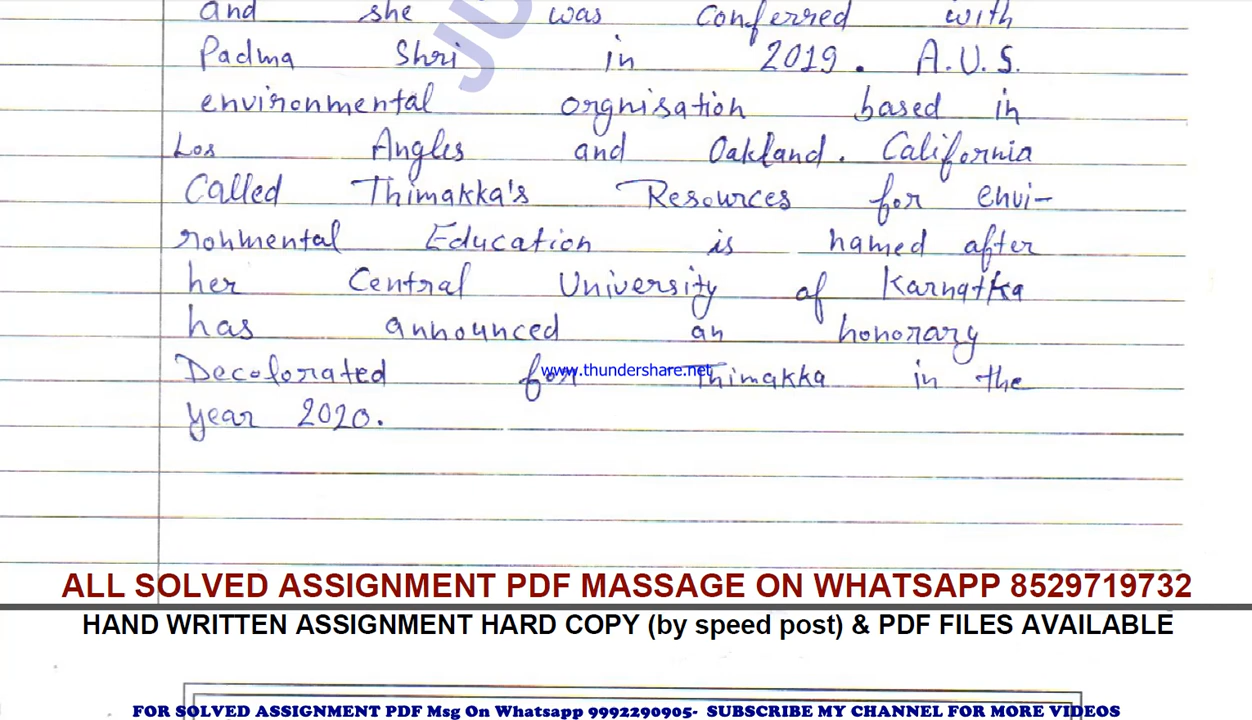 and she was Conferred with
Padma Shri in 2019. A.U.S.
environmental orgnisation based in
Los Angles and Oakland. California
Called Thimakka's Resources for envi-
ronmental Education is named after
her Central University of Karnatka
has announced an honorary
Decoforated for Thimakka in the
www.thundershare.net
year 2020.
ALL SOLVED ASSIGNMENT PDF MASSAGE ON WHATSAPP 8529719732
HAND WRITTEN ASSIGNMENT HARD COPY (by speed post) & PDF FILES AVAILABLE
FOR SOLVED ASSIGNMENT PDF Msg On Whatsapp 9992290905- SUBSCRIBE MY CHANNEL FOR MORE VIDEOS